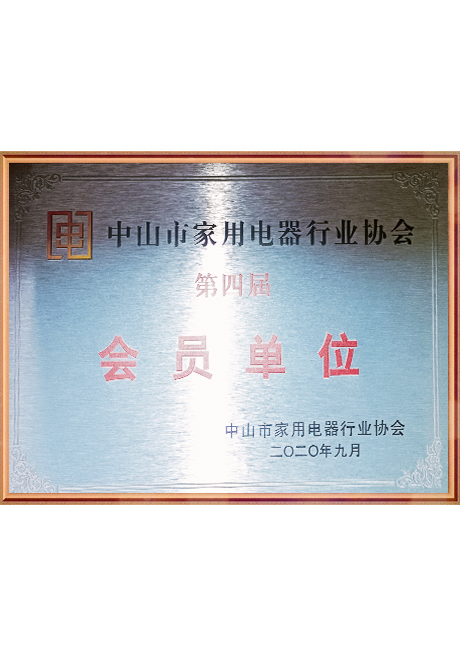 中山市家用电器行业协会
第四届
会员单位
中山市家用电器行业协会
二〇二〇年九月